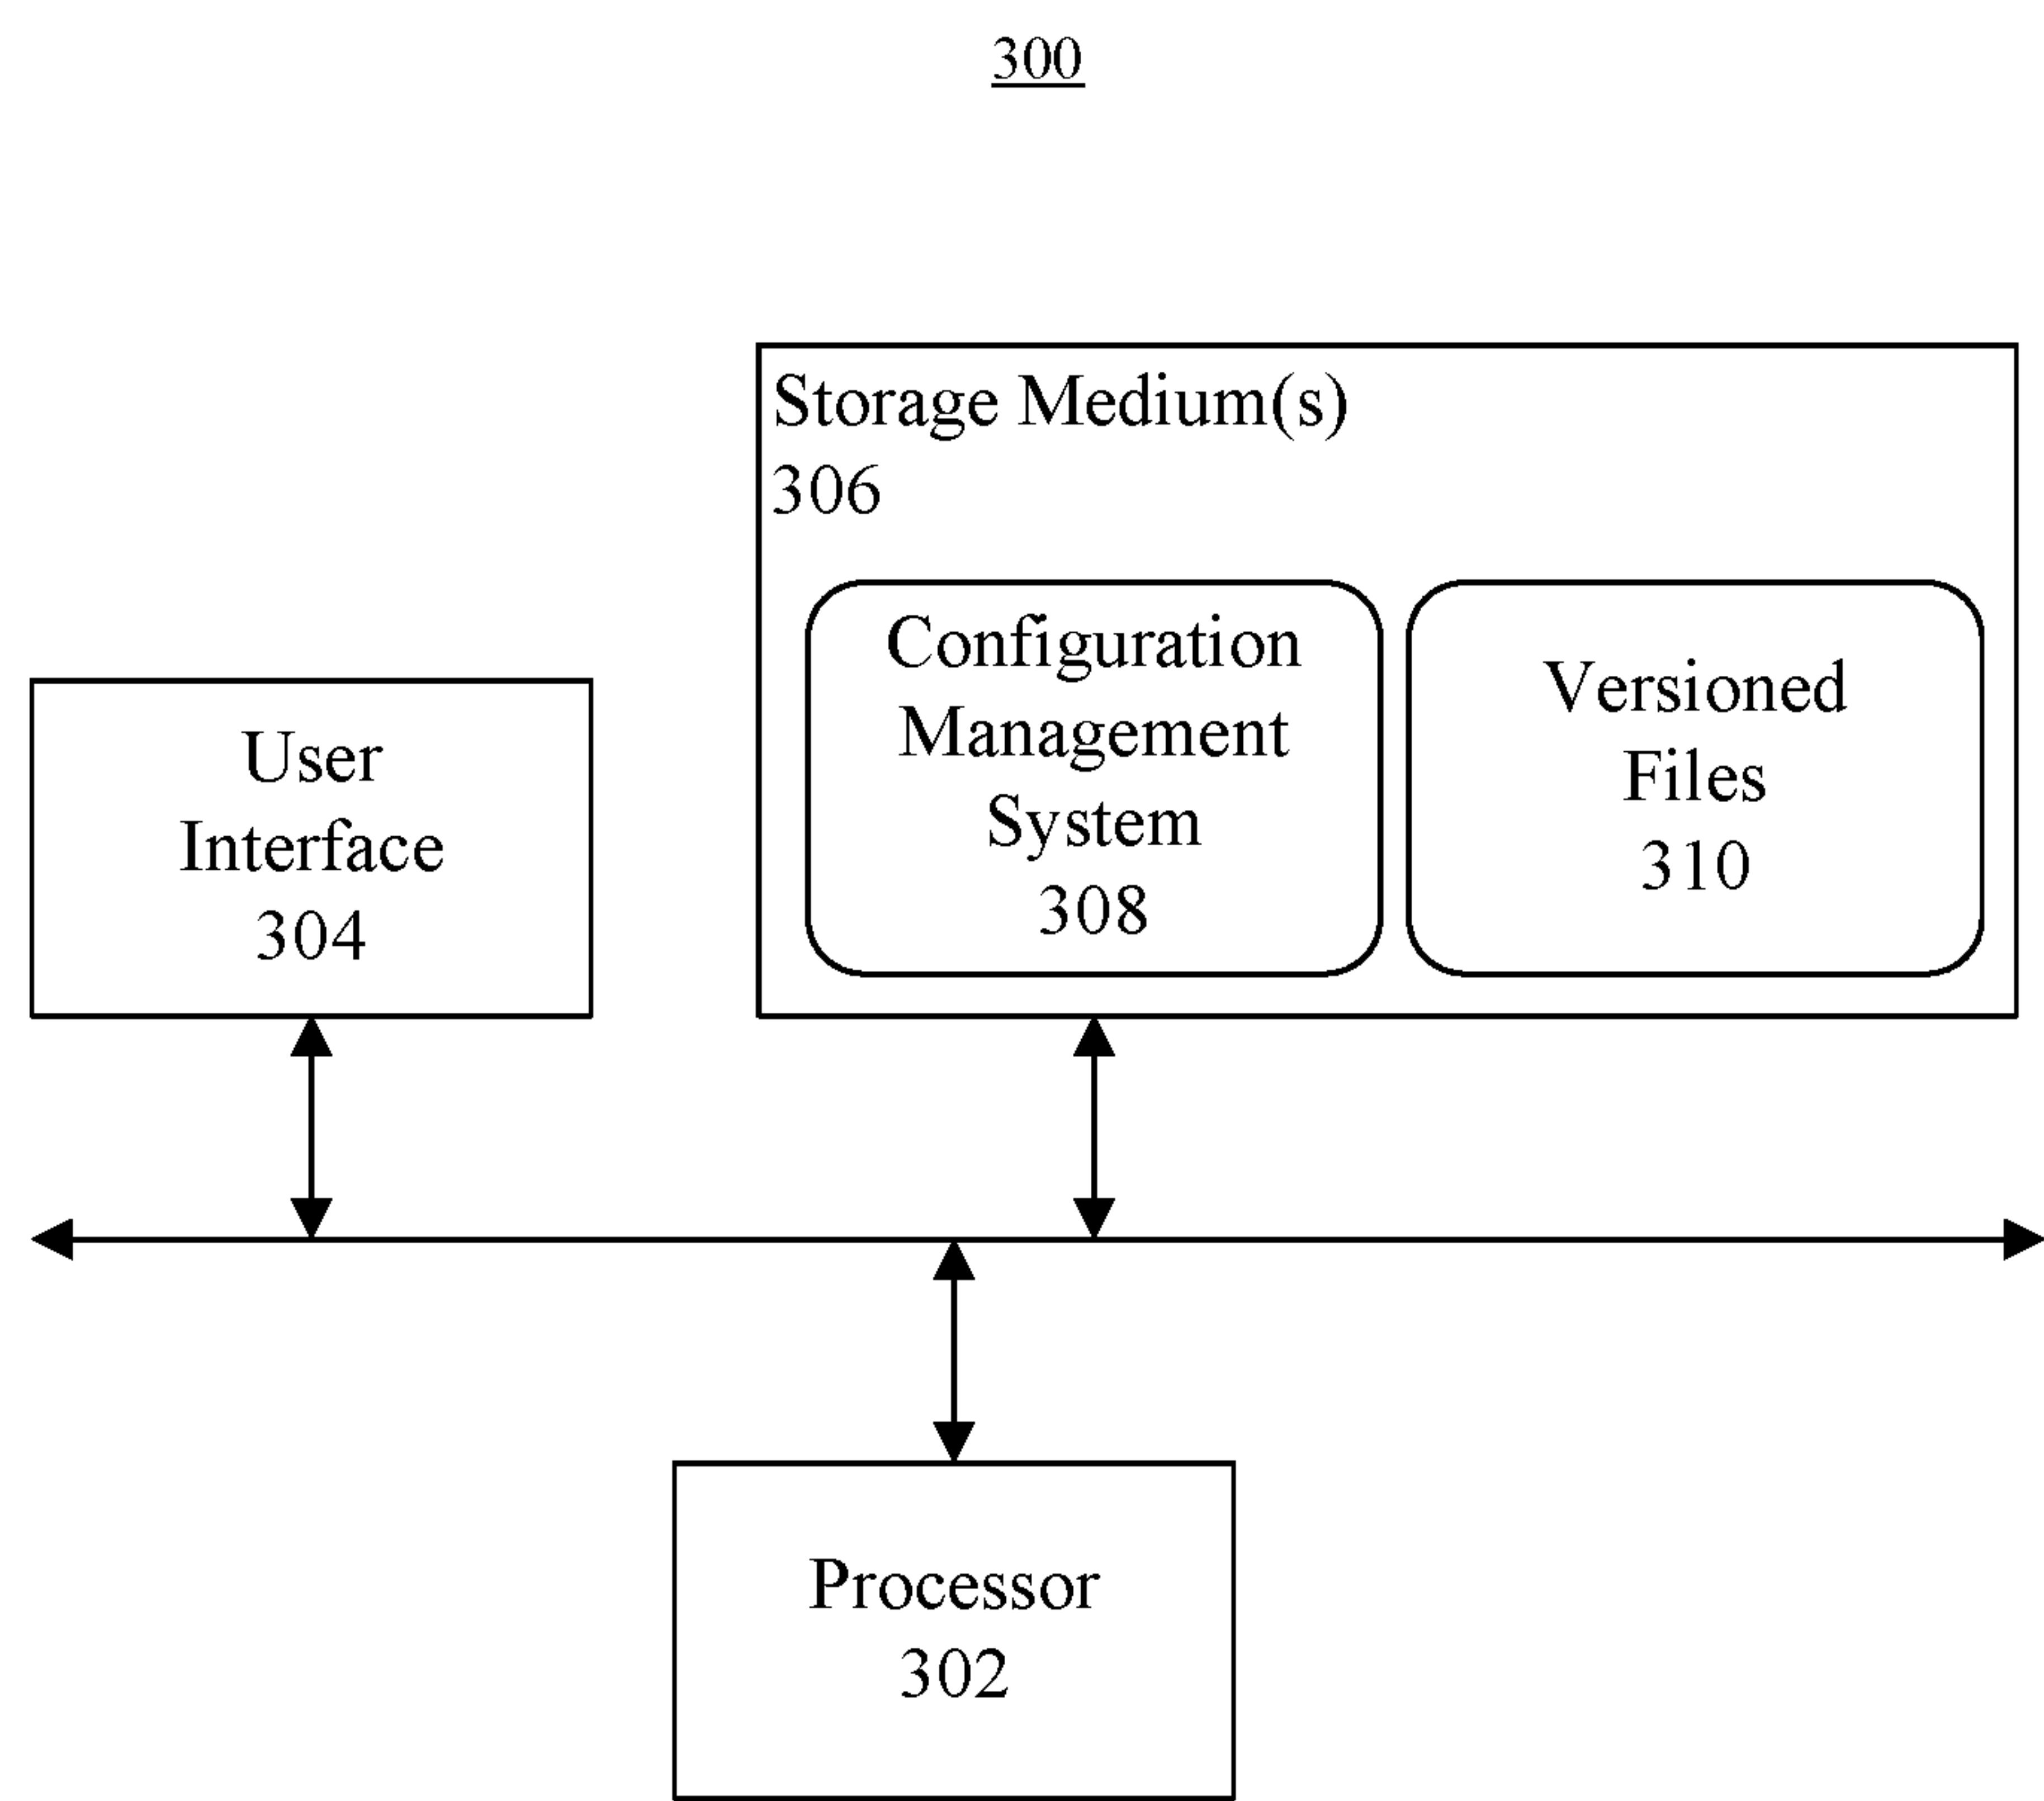 300
Storage Medium(s)
306
Configuration
Management
System
308
Versioned
Files
310
User
Interface
304
Processor
302